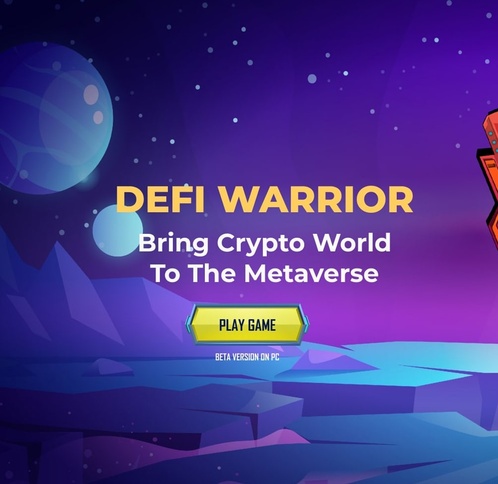 DEFI WARRIOR
Bring Crypto World
To The Metaverse
PLAY GAME
BETA VERSION ON PC